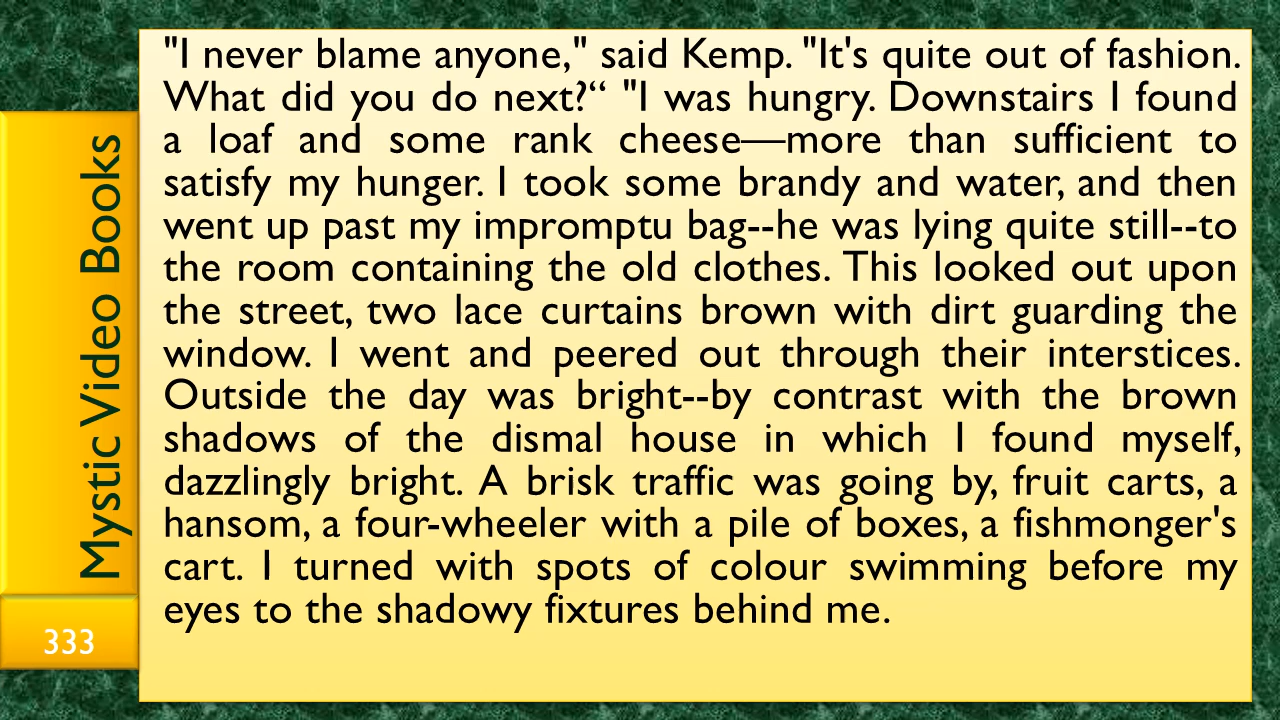 "I never blame anyone," said Kemp. "It's quite out of fashion.
What did you do next?“ "I was hungry. Downstairs I found
a loaf and some rank cheese—more than sufficient to
satisfy my hunger. I took some brandy and water, and then
went up past my impromptu bag--he was lying quite still--to
the room containing the old clothes. This looked out upon
the street, two lace curtains brown with dirt guarding the
window. I went and peered out through their interstices.
Outside the day was bright--by contrast with the brown
shadows of the dismal house in which I found myself,
dazzlingly bright. A brisk traffic was going by, fruit carts, a
hansom, a four-wheeler with a pile of boxes, a fishmonger's
cart. I turned with spots of colour swimming before my
eyes to the shadowy fixtures behind me.
Mystic Video Books
333